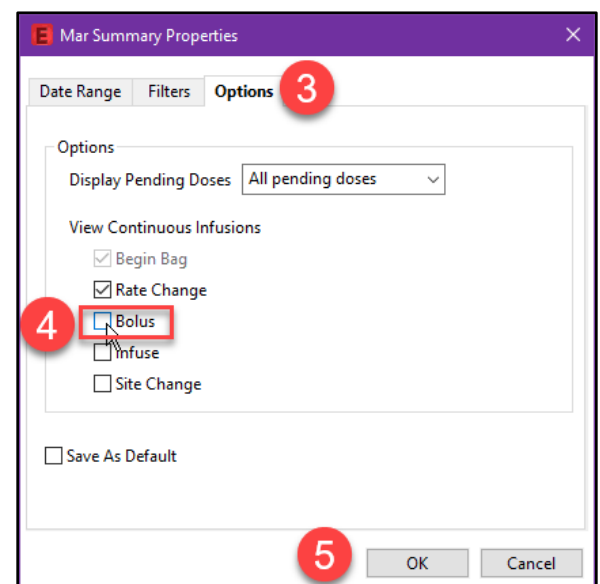 E Mar Summary Properties
Date Range Filters Options 3
Options
Display Pending Doses All pending doses
View Continuous Infusions
Begin Bag
Rate Change
4 Bolus
Infuse
Site Change
Save As Default
5 OK Cancel